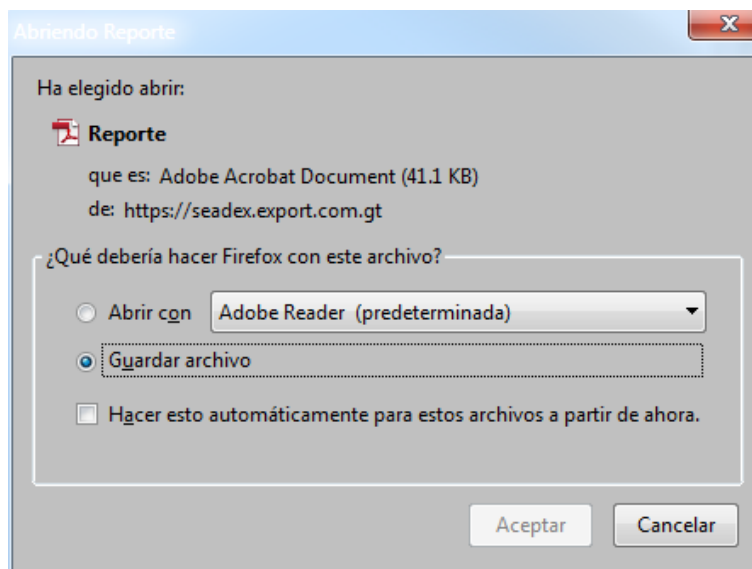 Abriendo Reporte
Ha elegido abrir:
Reporte
que es: Adobe Acrobat Document (41.1 KB)
de: https://seadex.export.com.gt
¿Qué debería hacer Firefox con este archivo?
Abrir con Adobe Reader (predeterminada)
Guardar archivo
Hacer esto automáticamente para estos archivos a partir de ahora.
Aceptar Cancelar